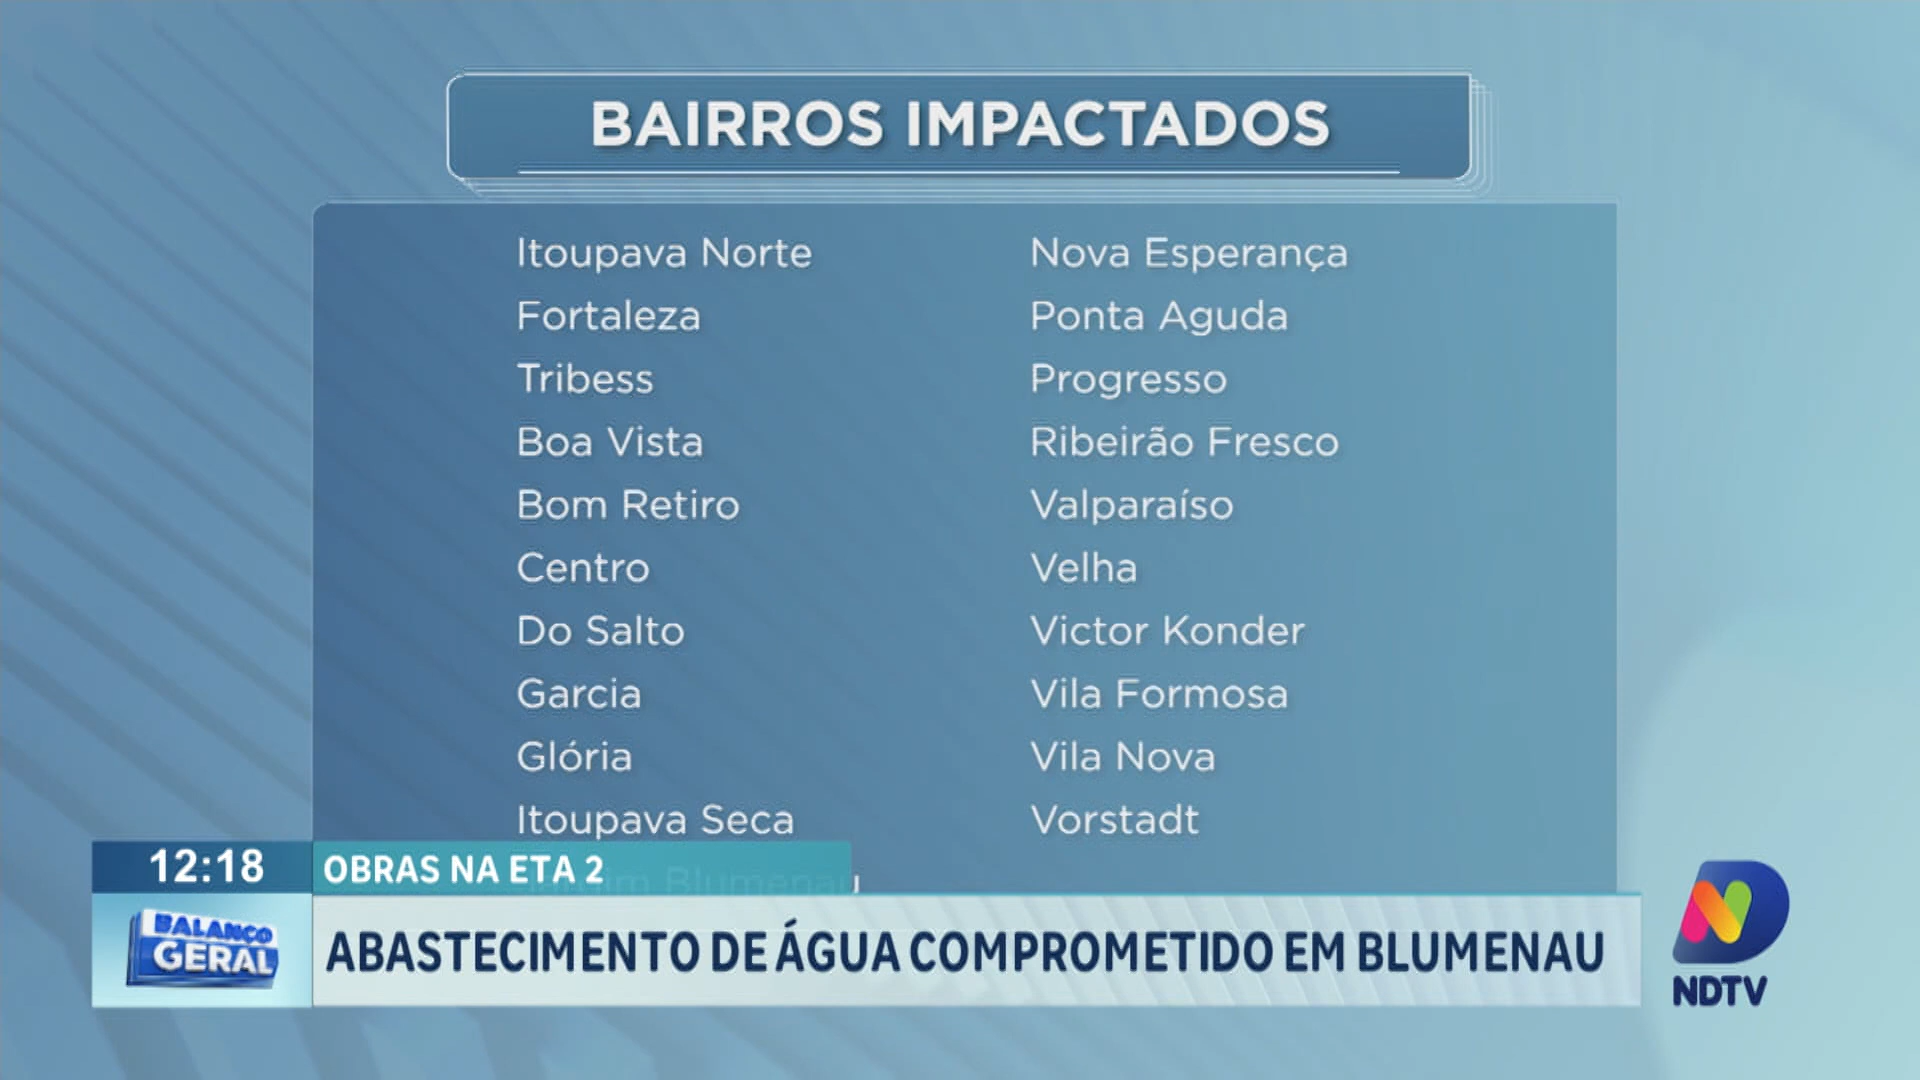 BAIRROS IMPACTADOS
Itoupava Norte
Fortaleza
Tribess
Boa Vista
Bom Retiro
Centro
Do Salto
Garcia
Glória
Itoupava Seca
Jardim Blumenau
Nova Esperança
Ponta Aguda
Progresso
Ribeirão Fresco
Valparaíso
Velha
Victor Konder
Vila Formosa
Vila Nova
Vorstadt
12:18
OBRAS NA ETA 2
BALANÇO
GERAL
ABASTECIMENTO DE ÁGUA COMPROMETIDO EM BLUMENAU
NDTV